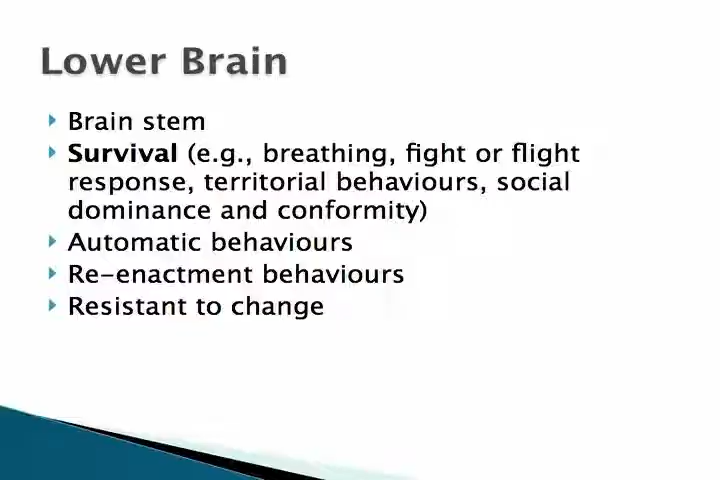 Lower Brain
Brain stem
Survival (e.g., breathing, fight or flight
response, territorial behaviours, social
dominance and conformity)
Automatic behaviours
Re-enactment behaviours
Resistant to change